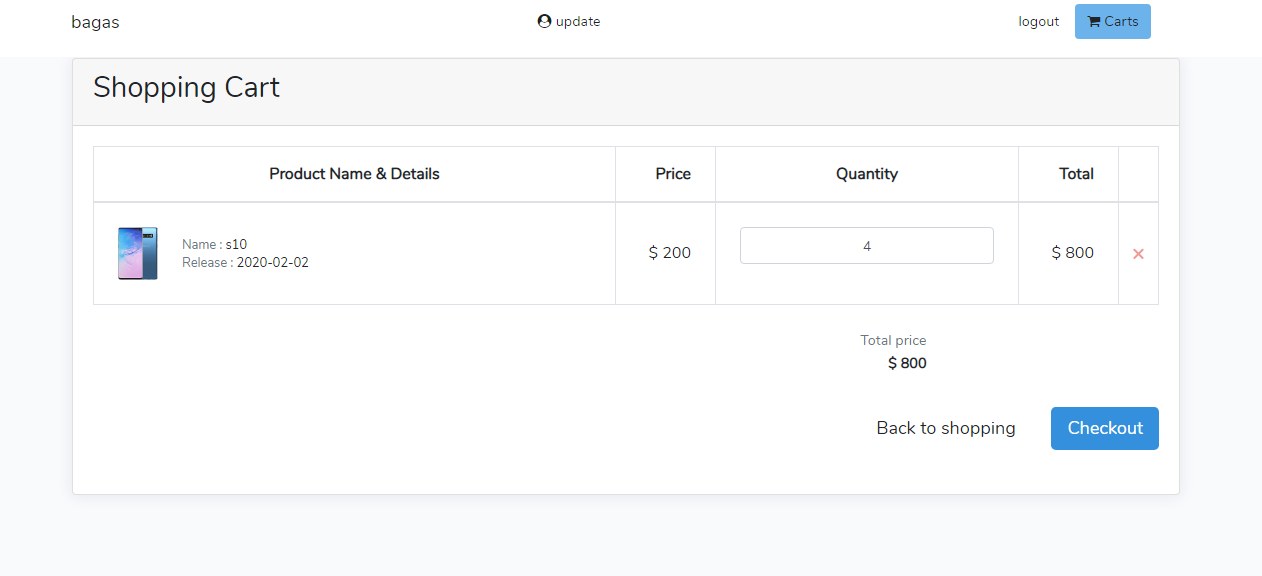 bagas
update
logout
Carts
Shopping Cart
Product Name & Details
Price
Quantity
Total
Name : s10
Release : 2020-02-02
$ 200
4
$ 800
×
Total price
$ 800
Back to shopping
Checkout